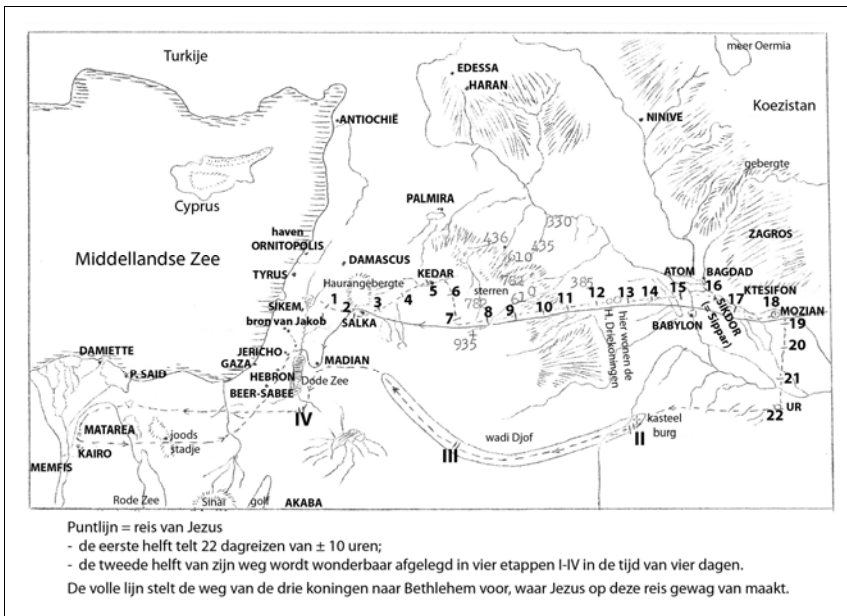 Turkije
meer Oermia
EDESSA
HARAN
Koezistan
ANTIOCHIË
NINIVE
gebergte
Cyprus
PALMIRA
ZAGROS
haven
ORNITOPOLIS
330
436
435
Middellandse Zee
DAMASCUS
610
TYRUS
Haurangebergte
KEDAR
sterren
782
385
ATOM
BAGDAD
1 2 3 4 5 6 7 8 9 10 11 12 13 14 15 16 17 18
782
610
KTESIFON
SIKEM,
bron van Jakob
SALKA
SIKDOR
(= Sippar)
MOZIAN
19
BABYLON
935
hier wonen de
H. Driekoningen
20
DAMIETTE
JERICHO
GAZA
MADIAN
P. SAID
HEBRON
Dode Zee
21
BEER-SABEE
UR
22
IV
kasteel
burg
MATAREA
joods
stadje
wadi Djof
II
III
MEMFIS
KAIRO
Rode Zee
Sinaï
golf
AKABA
Puntlijn = reis van Jezus
- de eerste helft telt 22 dagreizen van ± 10 uren;
- de tweede helft van zijn weg wordt wonderbaar afgelegd in vier etappen I-IV in de tijd van vier dagen.
De volle lijn stelt de weg van de drie koningen naar Bethlehem voor, waar Jezus op deze reis gewag van maakt.